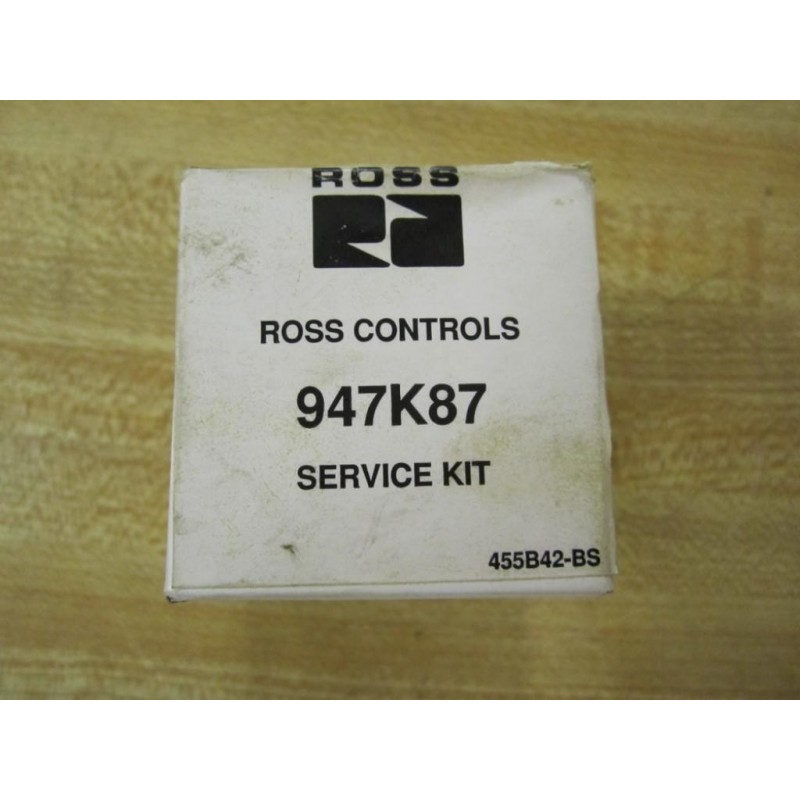 ROSS
ROSS CONTROLS
947K87
SERVICE KIT
455B42-BS